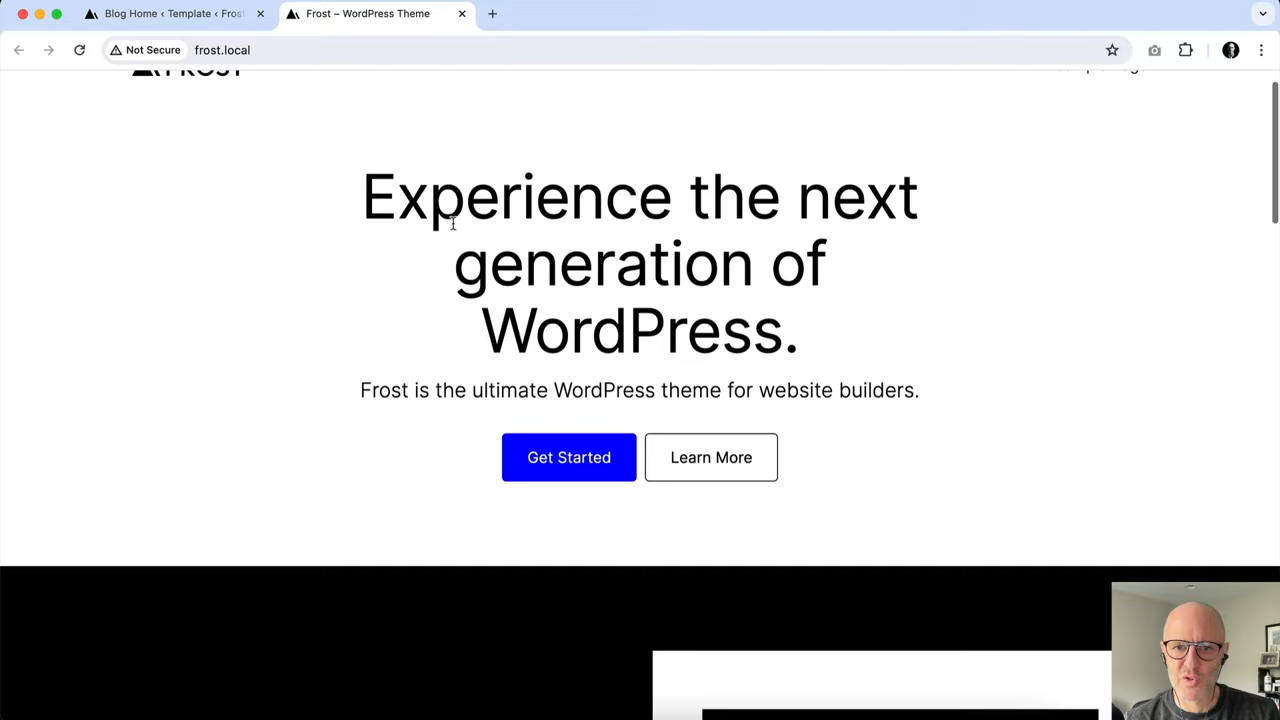 Blog Home ‹ Template ‹ Fros
Frost – WordPress Theme
Not Secure
frost.local
FROST
Experience the next
generation of
WordPress.
Frost is the ultimate WordPress theme for website builders.
Get Started
Learn More